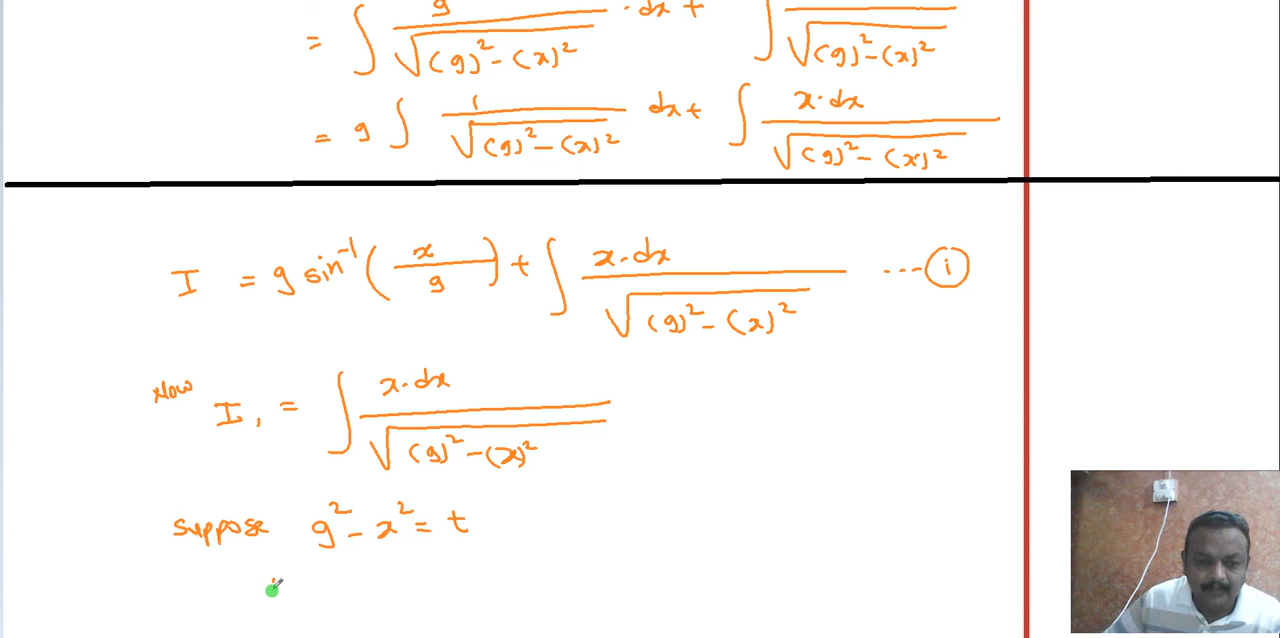 = ∫ 9/√((9)² − (x)²) · dx + ∫ /√((9)² − (x)²)
= 9 ∫ 1/√((9)² − (x)²) dx + ∫ x·dx/√((9)² − (x)²)
I = 9 sin⁻¹(x/9) + ∫ x·dx/√((9)² − (x)²) ---- (i)
Now I₁ = ∫ x·dx/√((9)² − (x)²)
suppose 9² − x² = t